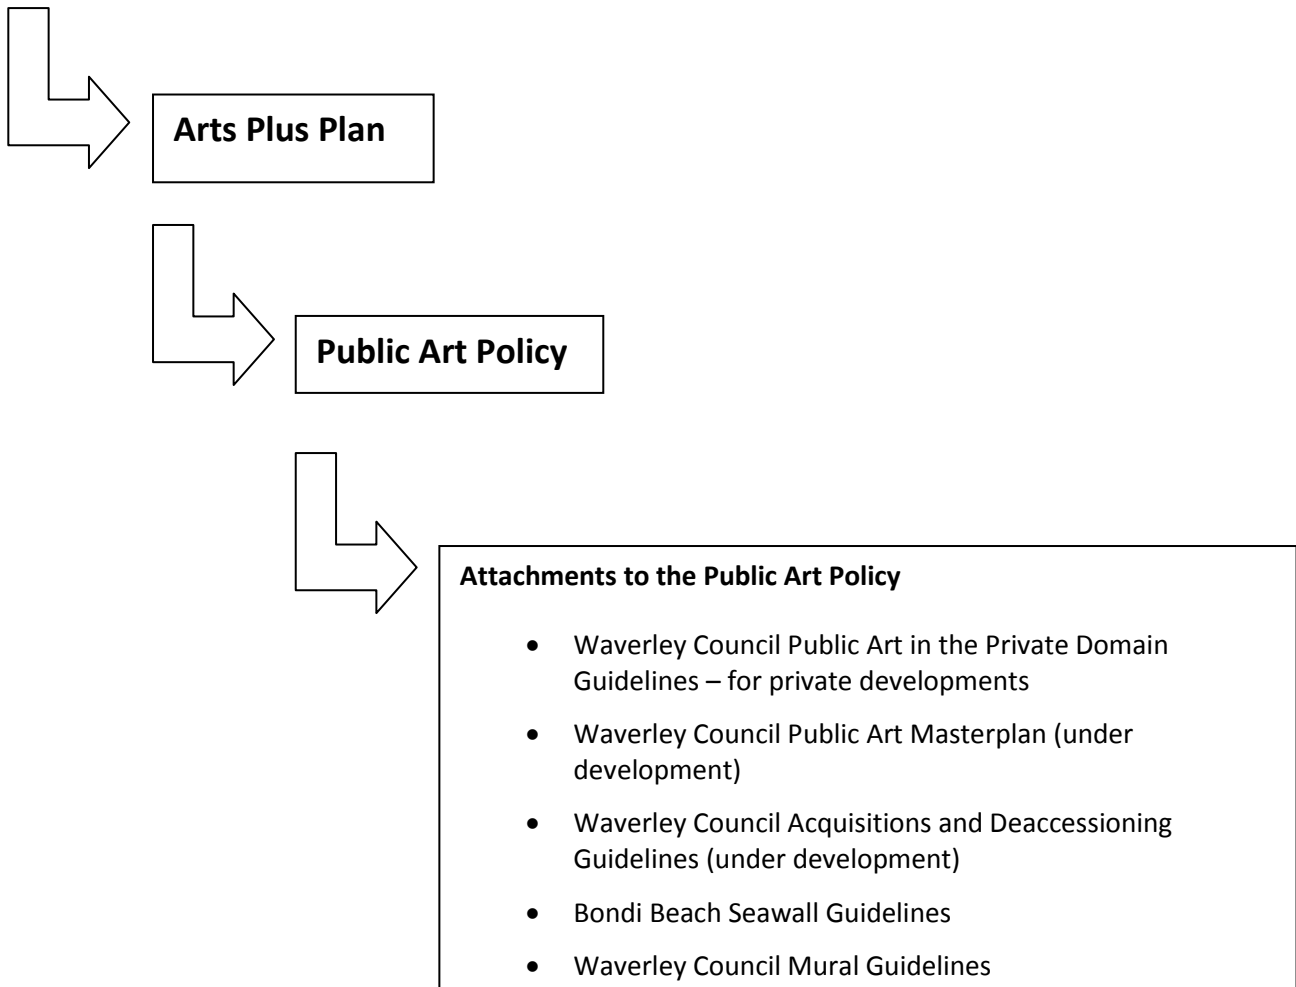 Arts Plus Plan
Public Art Policy
Attachments to the Public Art Policy
• Waverley Council Public Art in the Private Domain
Guidelines – for private developments
• Waverley Council Public Art Masterplan (under
development)
• Waverley Council Acquisitions and Deaccessioning
Guidelines (under development)
• Bondi Beach Seawall Guidelines
• Waverley Council Mural Guidelines